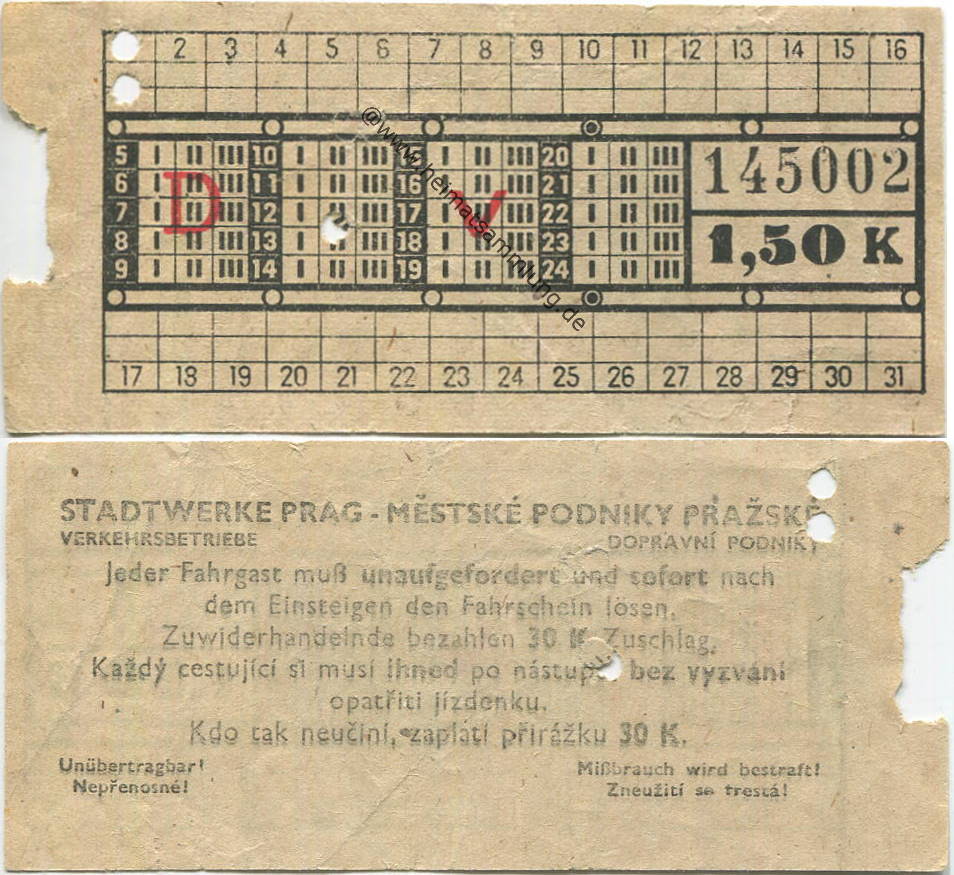 2 3 4 5 6 7 8 9 10 11 12 13 14 15 16
5 I II III 10 I II III I II III 20 I II III
6 I II III 11 I II III 16 I II III 21 I II III
7 I II III 12 I II III 17 I II III 22 I II III
8 I II III 13 I II III 18 I II III 23 I II III
9 I II III 14 I II III 19 I II III 24 I II III
D V
145002
1,50 K
@www.heimatsammlung.de
17 18 19 20 21 22 23 24 25 26 27 28 29 30 31
STADTWERKE PRAG - MĚSTSKÉ PODNIKY PRAŽSKÉ
VERKEHRSBETRIEBE DOPRAVNÍ PODNIKY
Jeder Fahrgast muß unaufgefordert und sofort nach
dem Einsteigen den Fahrschein lösen.
Zuwiderhandelnde bezahlen 30 K Zuschlag.
Každý cestující si musí ihned po nástupu bez vyzvání
opatřiti jízdenku.
Kdo tak neučiní, zaplatí přirážku 30 K.
Unübertragbar! Mißbrauch wird bestraft!
Nepřenosné! Zneužití se trestá!